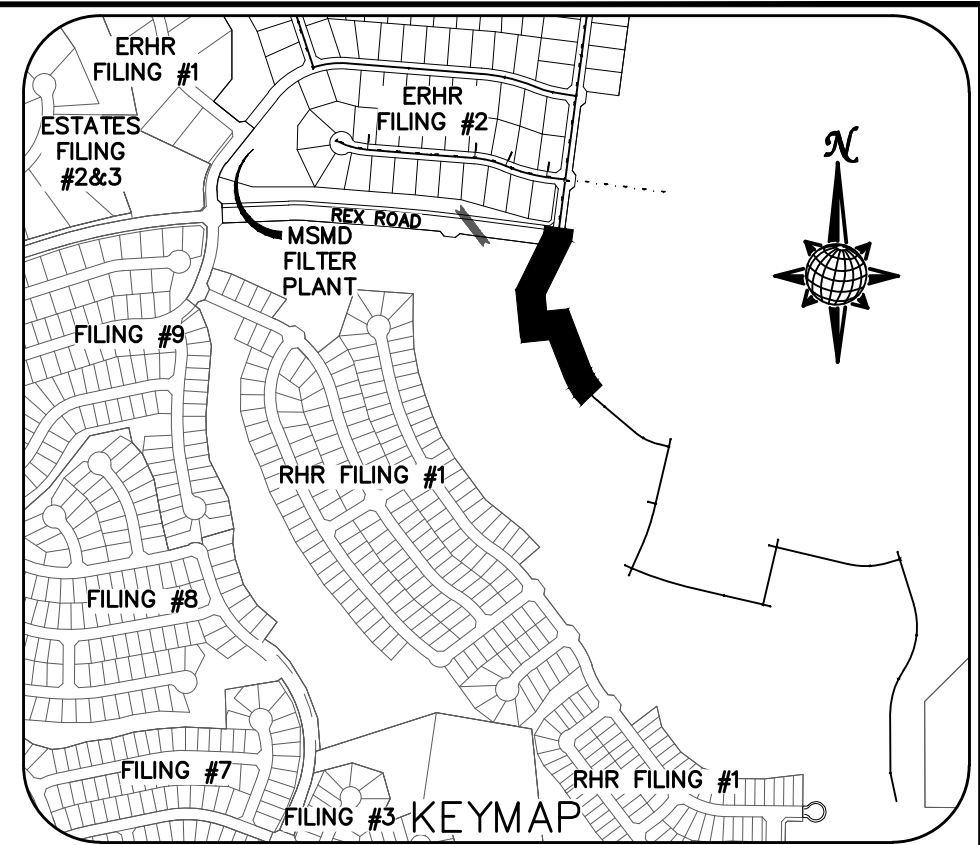 ERHR
FILING #1
ERHR
FILING #2
ESTATES
FILING
#2&3
N
REX ROAD
MSMD
FILTER
PLANT
FILING #9
RHR FILING #1
FILING #8
FILING #7
RHR FILING #1
FILING #3
KEYMAP